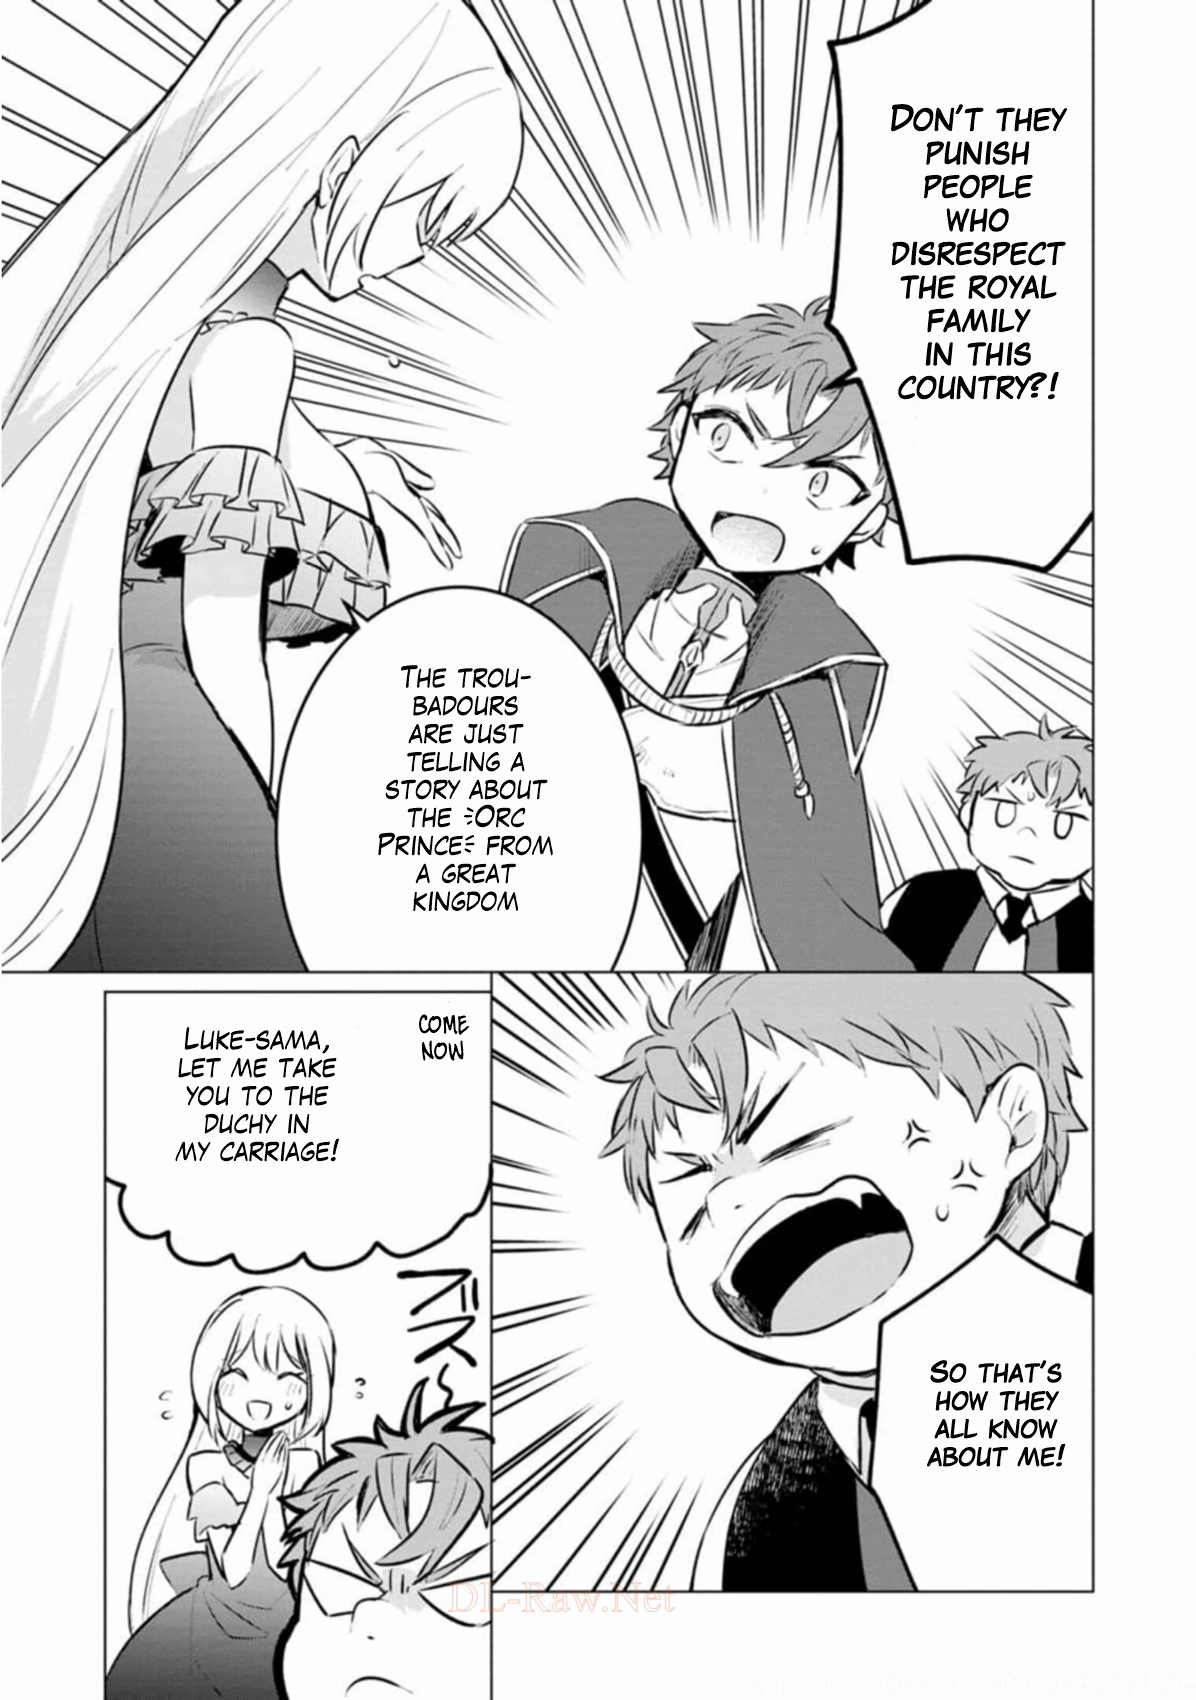 DON'T THEY
PUNISH
PEOPLE
WHO
DISRESPECT
THE ROYAL
FAMILY
IN THIS
COUNTRY?!
THE TROU-
BADOURS
ARE JUST
TELLING A
STORY ABOUT
THE ORC
PRINCE FROM
A GREAT
KINGDOM
SO THAT'S
HOW THEY
ALL KNOW
ABOUT ME!
COME
NOW
LUKE-SAMA,
LET ME TAKE
YOU TO THE
DUCHY IN
MY CARRIAGE!
ブスー
DL-Raw.Net